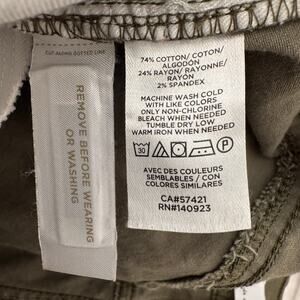 CUT ALONG DOTTED LINE
REMOVE BEFORE WEARING
OR WASHING
74% COTTON/ COTON/
ALGODÓN
24% RAYON/ RAYONNE/
RAYÓN
2% SPANDEX
MACHINE WASH COLD
WITH LIKE COLORS
ONLY NON-CHLORINE
BLEACH WHEN NEEDED
TUMBLE DRY LOW
WARM IRON WHEN NEEDED
30 P
AVEC DES COULEURS
SEMBLABLES / CON
COLORES SIMILARES
CA#57421
RN#140923